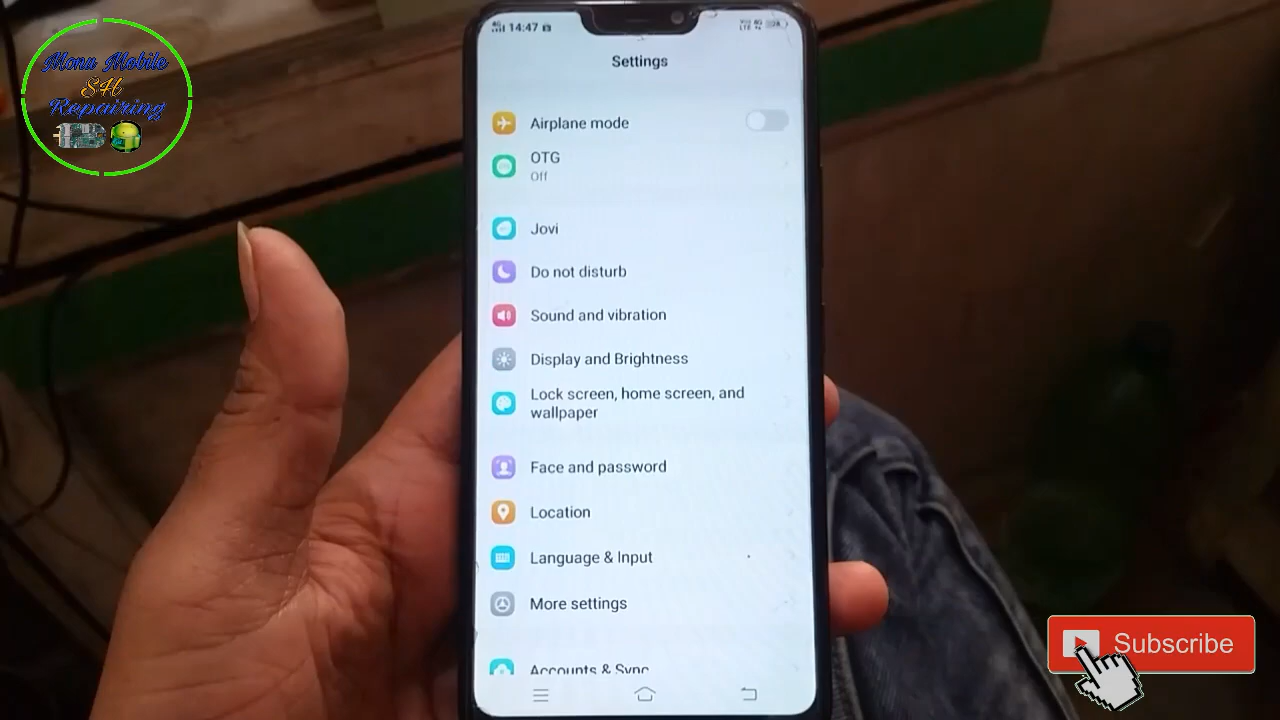 Monu Mobile
SH
Repairing
14:47
Settings
Airplane mode
OTG
Off
Jovi
Do not disturb
Sound and vibration
Display and Brightness
Lock screen, home screen, and
wallpaper
Face and password
Location
Language & Input
More settings
Accounts & Sync
Subscribe